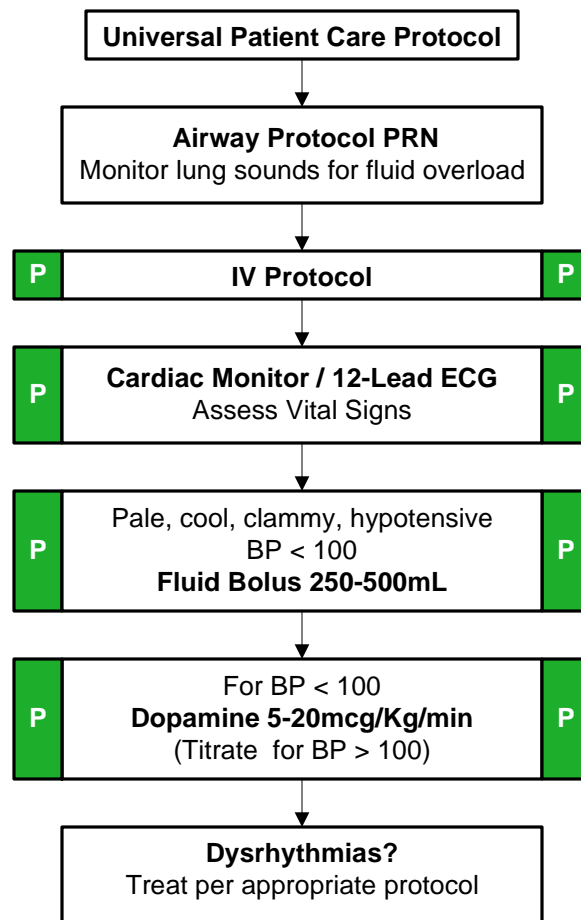 Universal Patient Care Protocol
Airway Protocol PRN
Monitor lung sounds for fluid overload
P IV Protocol P
P Cardiac Monitor / 12-Lead ECG P
Assess Vital Signs
Pale, cool, clammy, hypotensive
P BP < 100 P
Fluid Bolus 250-500mL
For BP < 100
P Dopamine 5-20mcg/Kg/min P
(Titrate  for BP > 100)
Dysrhythmias?
Treat per appropriate protocol